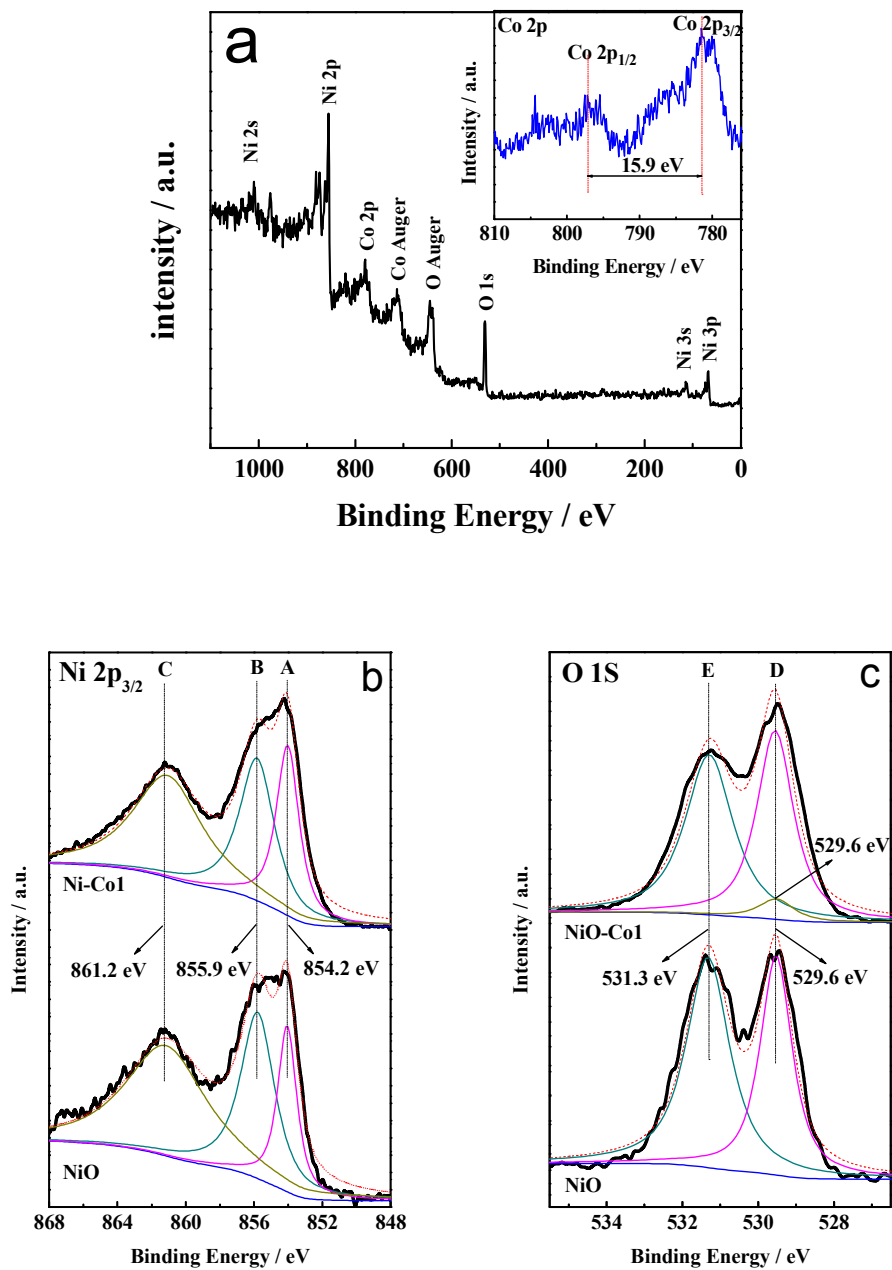 a
intensity / a.u.
Ni 2s
Ni 2p
Co 2p
Co Auger
O Auger
O 1s
Ni 3s
Ni 3p
1000 800 600 400 200 0
Binding Energy / eV
Co 2p
Co 2p1/2
Co 2p3/2
Intensity / a.u.
15.9 eV
810 800 790 780
Binding Energy / eV
Ni 2p3/2
C B A
b
Intensity / a.u.
Ni-Co1
861.2 eV
855.9 eV
854.2 eV
NiO
868 864 860 856 852 848
Binding Energy / eV
O 1S
E D
c
Intensity / a.u.
529.6 eV
NiO-Co1
531.3 eV
529.6 eV
NiO
534 532 530 528
Binding Energy / eV